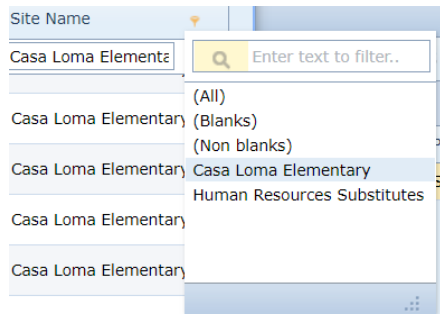 Site Name
Casa Loma Elementa
Enter text to filter..
(All)
(Blanks)
(Non blanks)
Casa Loma Elementary
Human Resources Substitutes
Casa Loma Elementary
Casa Loma Elementary
Casa Loma Elementary
Casa Loma Elementary